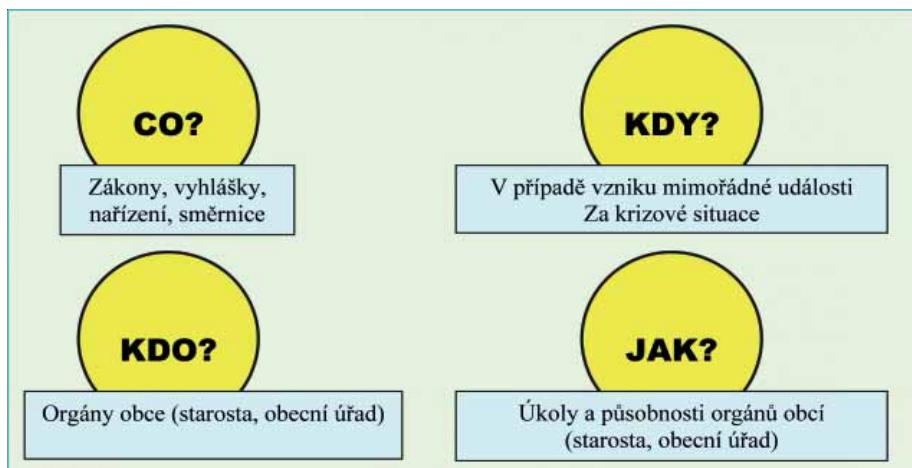 CO?
Zákony, vyhlášky,
nařízení, směrnice
KDY?
V případě vzniku mimořádné události
Za krizové situace
KDO?
Orgány obce (starosta, obecní úřad)
JAK?
Úkoly a působnosti orgánů obcí
(starosta, obecní úřad)